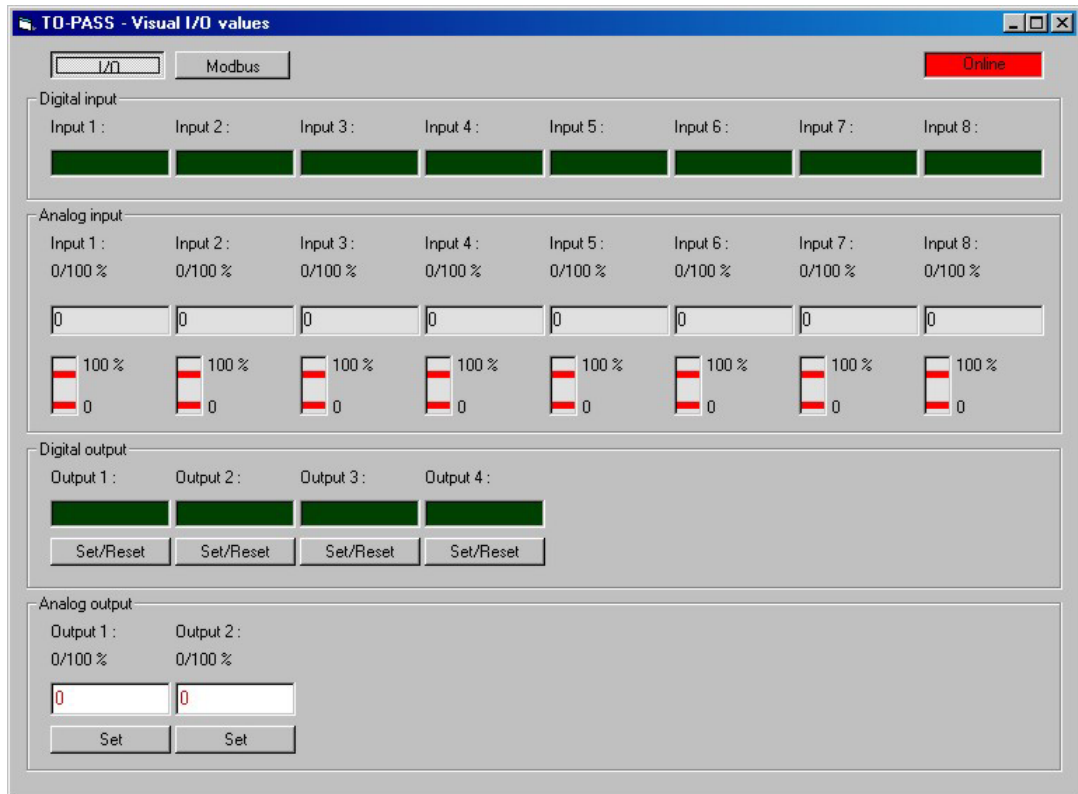 TO-PASS - Visual I/O values
I/O Modbus Online
Digital input
Input 1 : Input 2 : Input 3 : Input 4 : Input 5 : Input 6 : Input 7 : Input 8 :
Analog input
Input 1 : Input 2 : Input 3 : Input 4 : Input 5 : Input 6 : Input 7 : Input 8 :
0/100 % 0/100 % 0/100 % 0/100 % 0/100 % 0/100 % 0/100 % 0/100 %
0 0 0 0 0 0 0 0
100 % 100 % 100 % 100 % 100 % 100 % 100 % 100 %
0 0 0 0 0 0 0 0
Digital output
Output 1 : Output 2 : Output 3 : Output 4 :
Set/Reset Set/Reset Set/Reset Set/Reset
Analog output
Output 1 : Output 2 :
0/100 % 0/100 %
0 0
Set Set